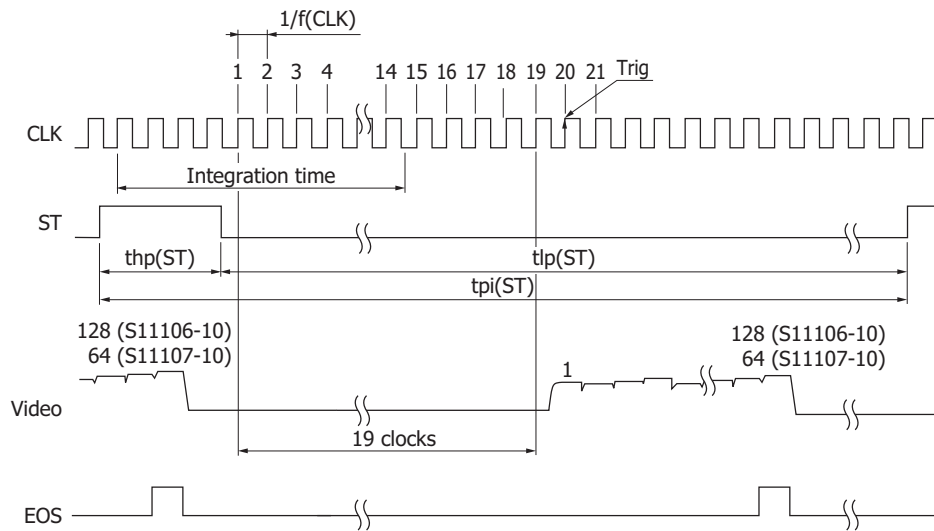 1/f(CLK)
1 2 3 4 14 15 16 17 18 19 20 21 Trig
CLK
Integration time
ST
thp(ST) tlp(ST)
tpi(ST)
128 (S11106-10) 128 (S11106-10)
64 (S11107-10) 64 (S11107-10)
1
Video
19 clocks
EOS